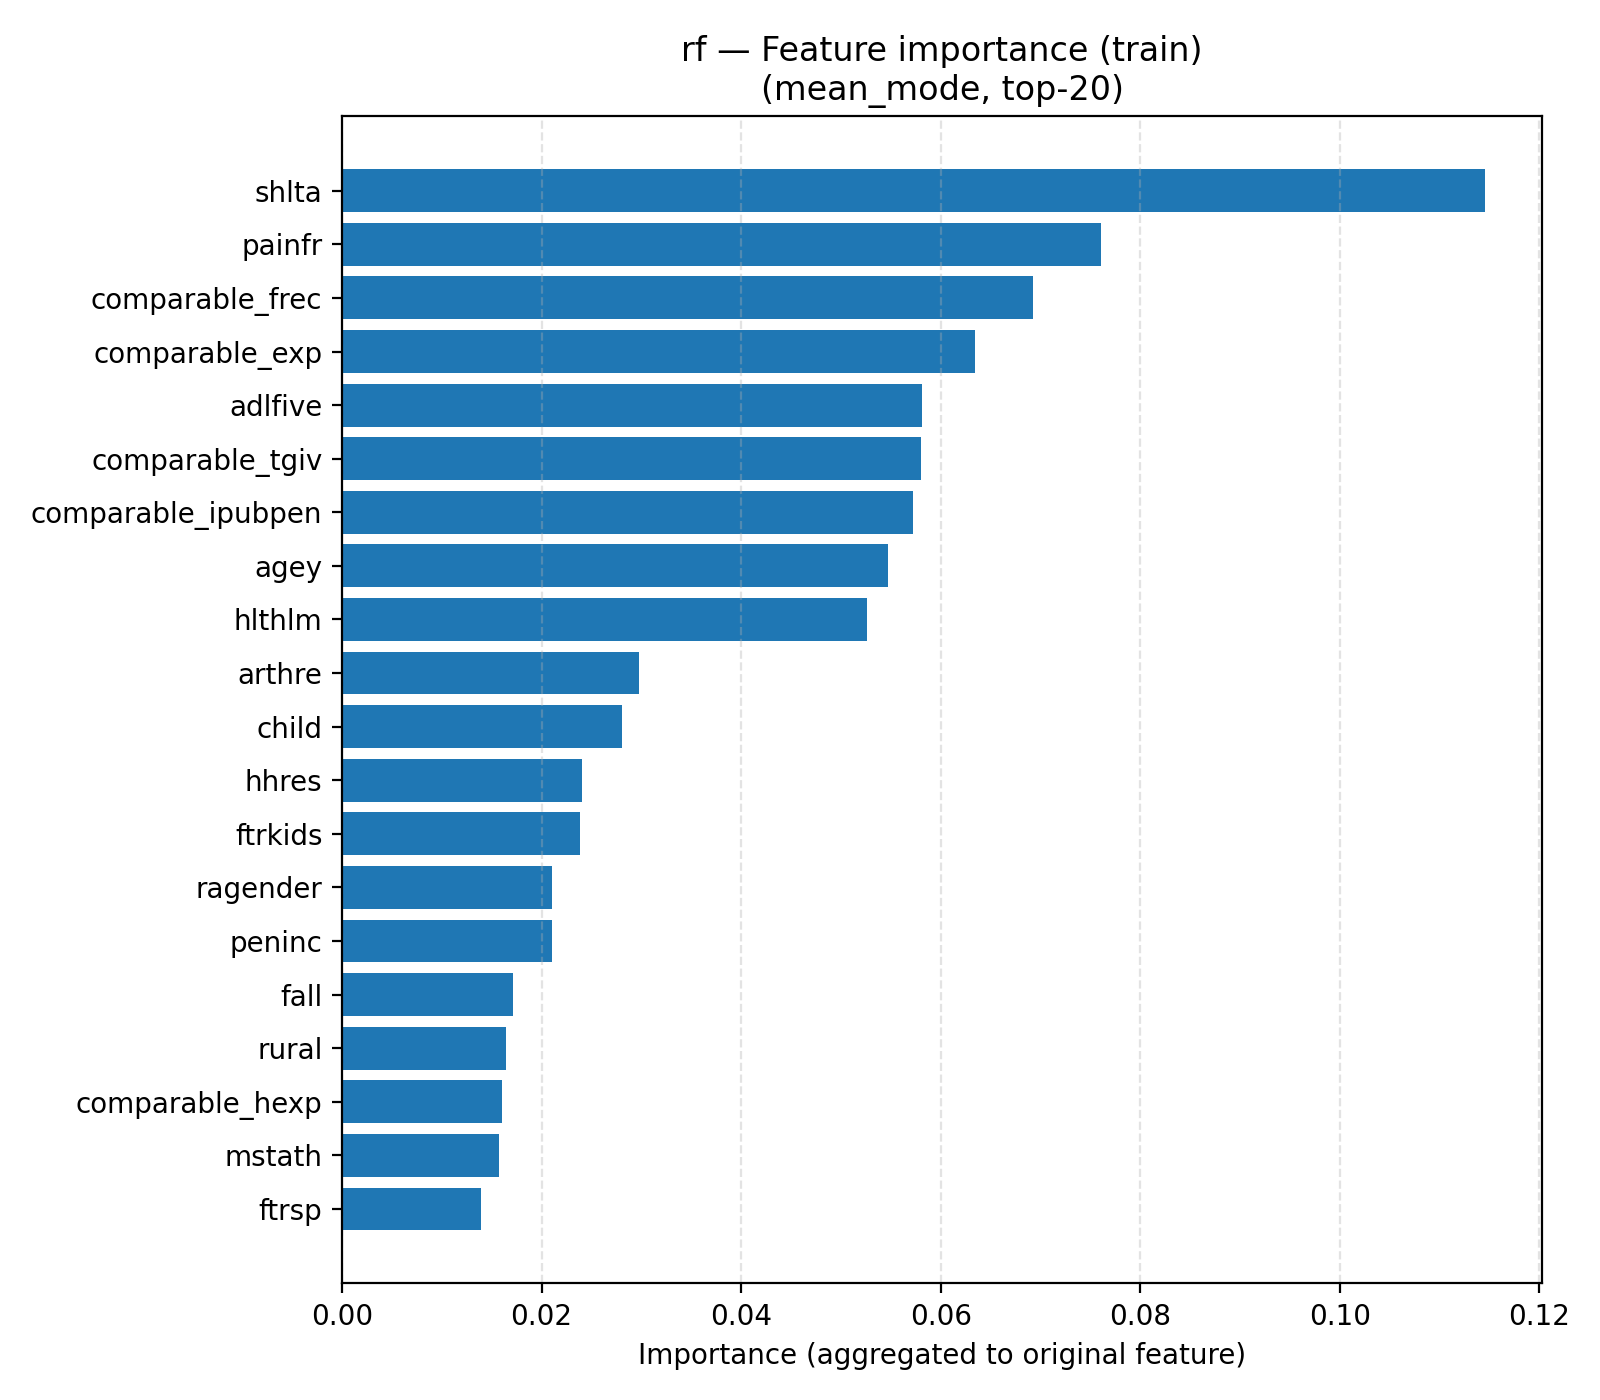 rf — Feature importance (train)
(mean_mode, top-20)
shlta
painfr
comparable_frec
comparable_exp
adlfive
comparable_tgiv
comparable_ipubpen
agey
hlthlm
arthre
child
hhres
ftrkids
ragender
peninc
fall
rural
comparable_hexp
mstath
ftrsp
0.00 0.02 0.04 0.06 0.08 0.10 0.12
Importance (aggregated to original feature)